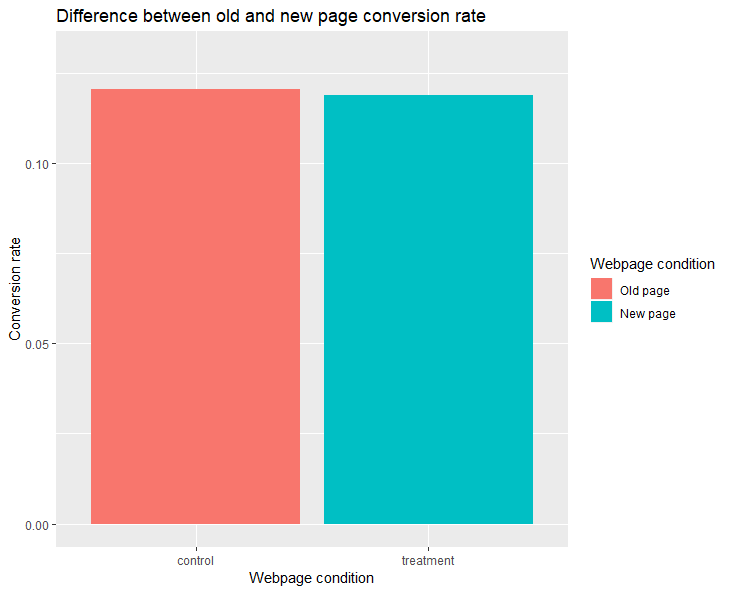 Difference between old and new page conversion rate
Conversion rate
0.10
0.05
0.00
control
treatment
Webpage condition
Webpage condition
Old page
New page